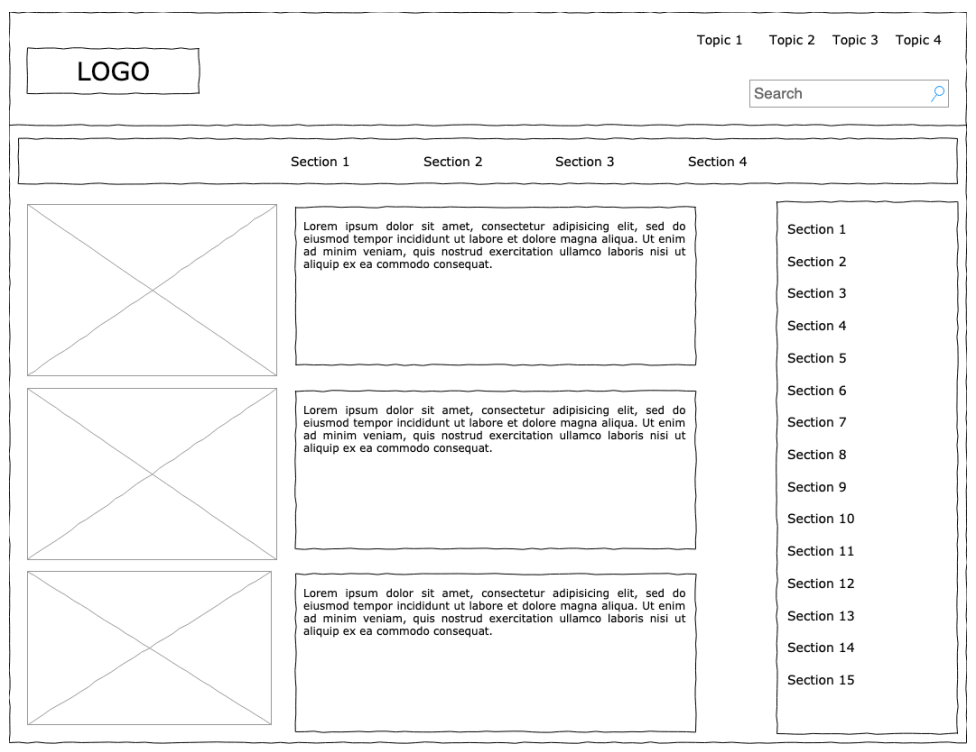 Topic 1 Topic 2 Topic 3 Topic 4
LOGO
Search
Section 1 Section 2 Section 3 Section 4
Lorem ipsum dolor sit amet, consectetur adipisicing elit, sed do
eiusmod tempor incididunt ut labore et dolore magna aliqua. Ut enim
ad minim veniam, quis nostrud exercitation ullamco laboris nisi ut
aliquip ex ea commodo consequat.
Lorem ipsum dolor sit amet, consectetur adipisicing elit, sed do
eiusmod tempor incididunt ut labore et dolore magna aliqua. Ut enim
ad minim veniam, quis nostrud exercitation ullamco laboris nisi ut
aliquip ex ea commodo consequat.
Lorem ipsum dolor sit amet, consectetur adipisicing elit, sed do
eiusmod tempor incididunt ut labore et dolore magna aliqua. Ut enim
ad minim veniam, quis nostrud exercitation ullamco laboris nisi ut
aliquip ex ea commodo consequat.
Section 1
Section 2
Section 3
Section 4
Section 5
Section 6
Section 7
Section 8
Section 9
Section 10
Section 11
Section 12
Section 13
Section 14
Section 15